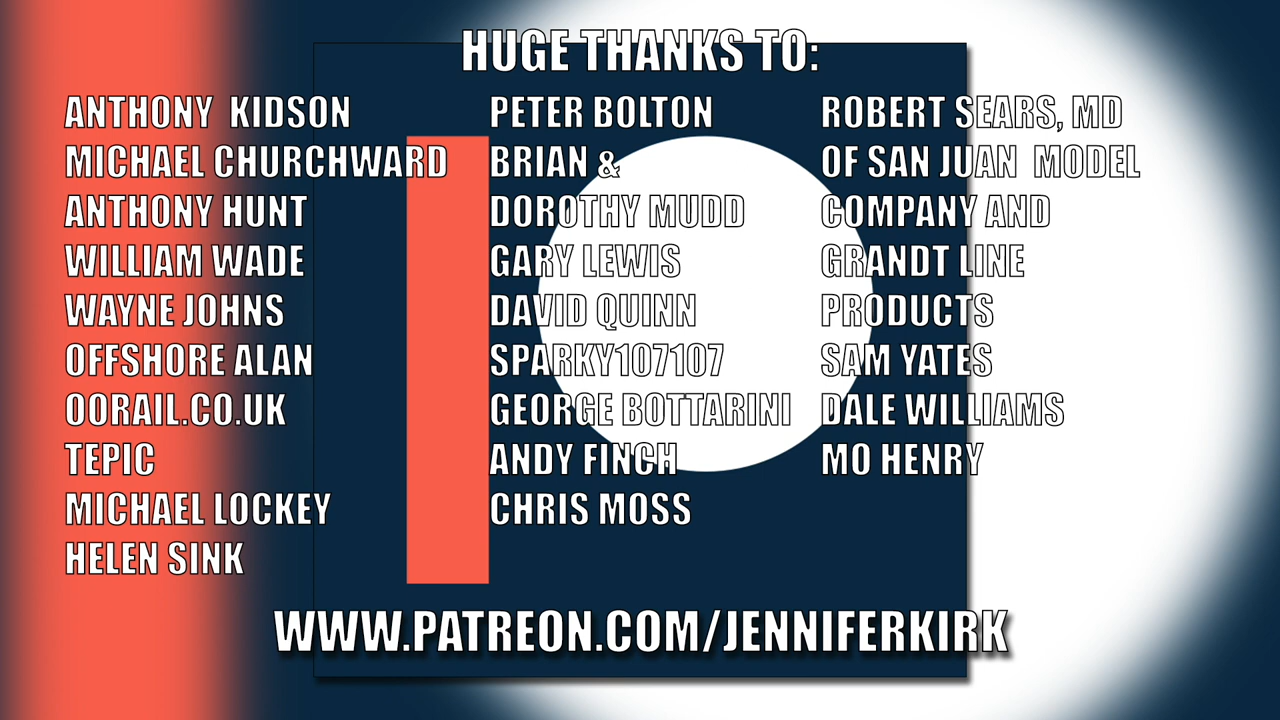 HUGE THANKS TO:
ANTHONY KIDSON
MICHAEL CHURCHWARD
ANTHONY HUNT
WILLIAM WADE
WAYNE JOHNS
OFFSHORE ALAN
OORAIL.CO.UK
TEPIC
MICHAEL LOCKEY
HELEN SINK
PETER BOLTON
BRIAN &
DOROTHY MUDD
GARY LEWIS
DAVID QUINN
SPARKY107107
GEORGE BOTTARINI
ANDY FINCH
CHRIS MOSS
ROBERT SEARS, MD
OF SAN JUAN MODEL
COMPANY AND
GRANDT LINE
PRODUCTS
SAM YATES
DALE WILLIAMS
MO HENRY
WWW.PATREON.COM/JENNIFERKIRK